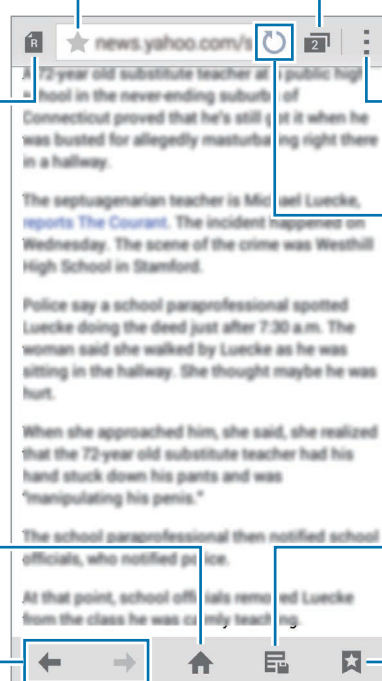 R
news.yahoo.com/s
2
A 72-year old substitute teacher at a public high
school in the never-ending suburbs of
Connecticut proved that he's still got it when he
was busted for allegedly masturbating right there
in a hallway.
The septuagenarian teacher is Michael Luecke,
reports The Courant. The incident happened on
Wednesday. The scene of the crime was Westhill
High School in Stamford.
Police say a school paraprofessional spotted
Luecke doing the deed just after 7:30 a.m. The
woman said she walked by Luecke as he was
sitting in the hallway. She thought maybe he was
hurt.
When she approached him, she said, she realized
that the 72-year old substitute teacher had his
hand stuck down his pants and was
"manipulating his penis."
The school paraprofessional then notified school
officials, who notified police.
At that point, school officials removed Luecke
from the class he was calmly teaching.